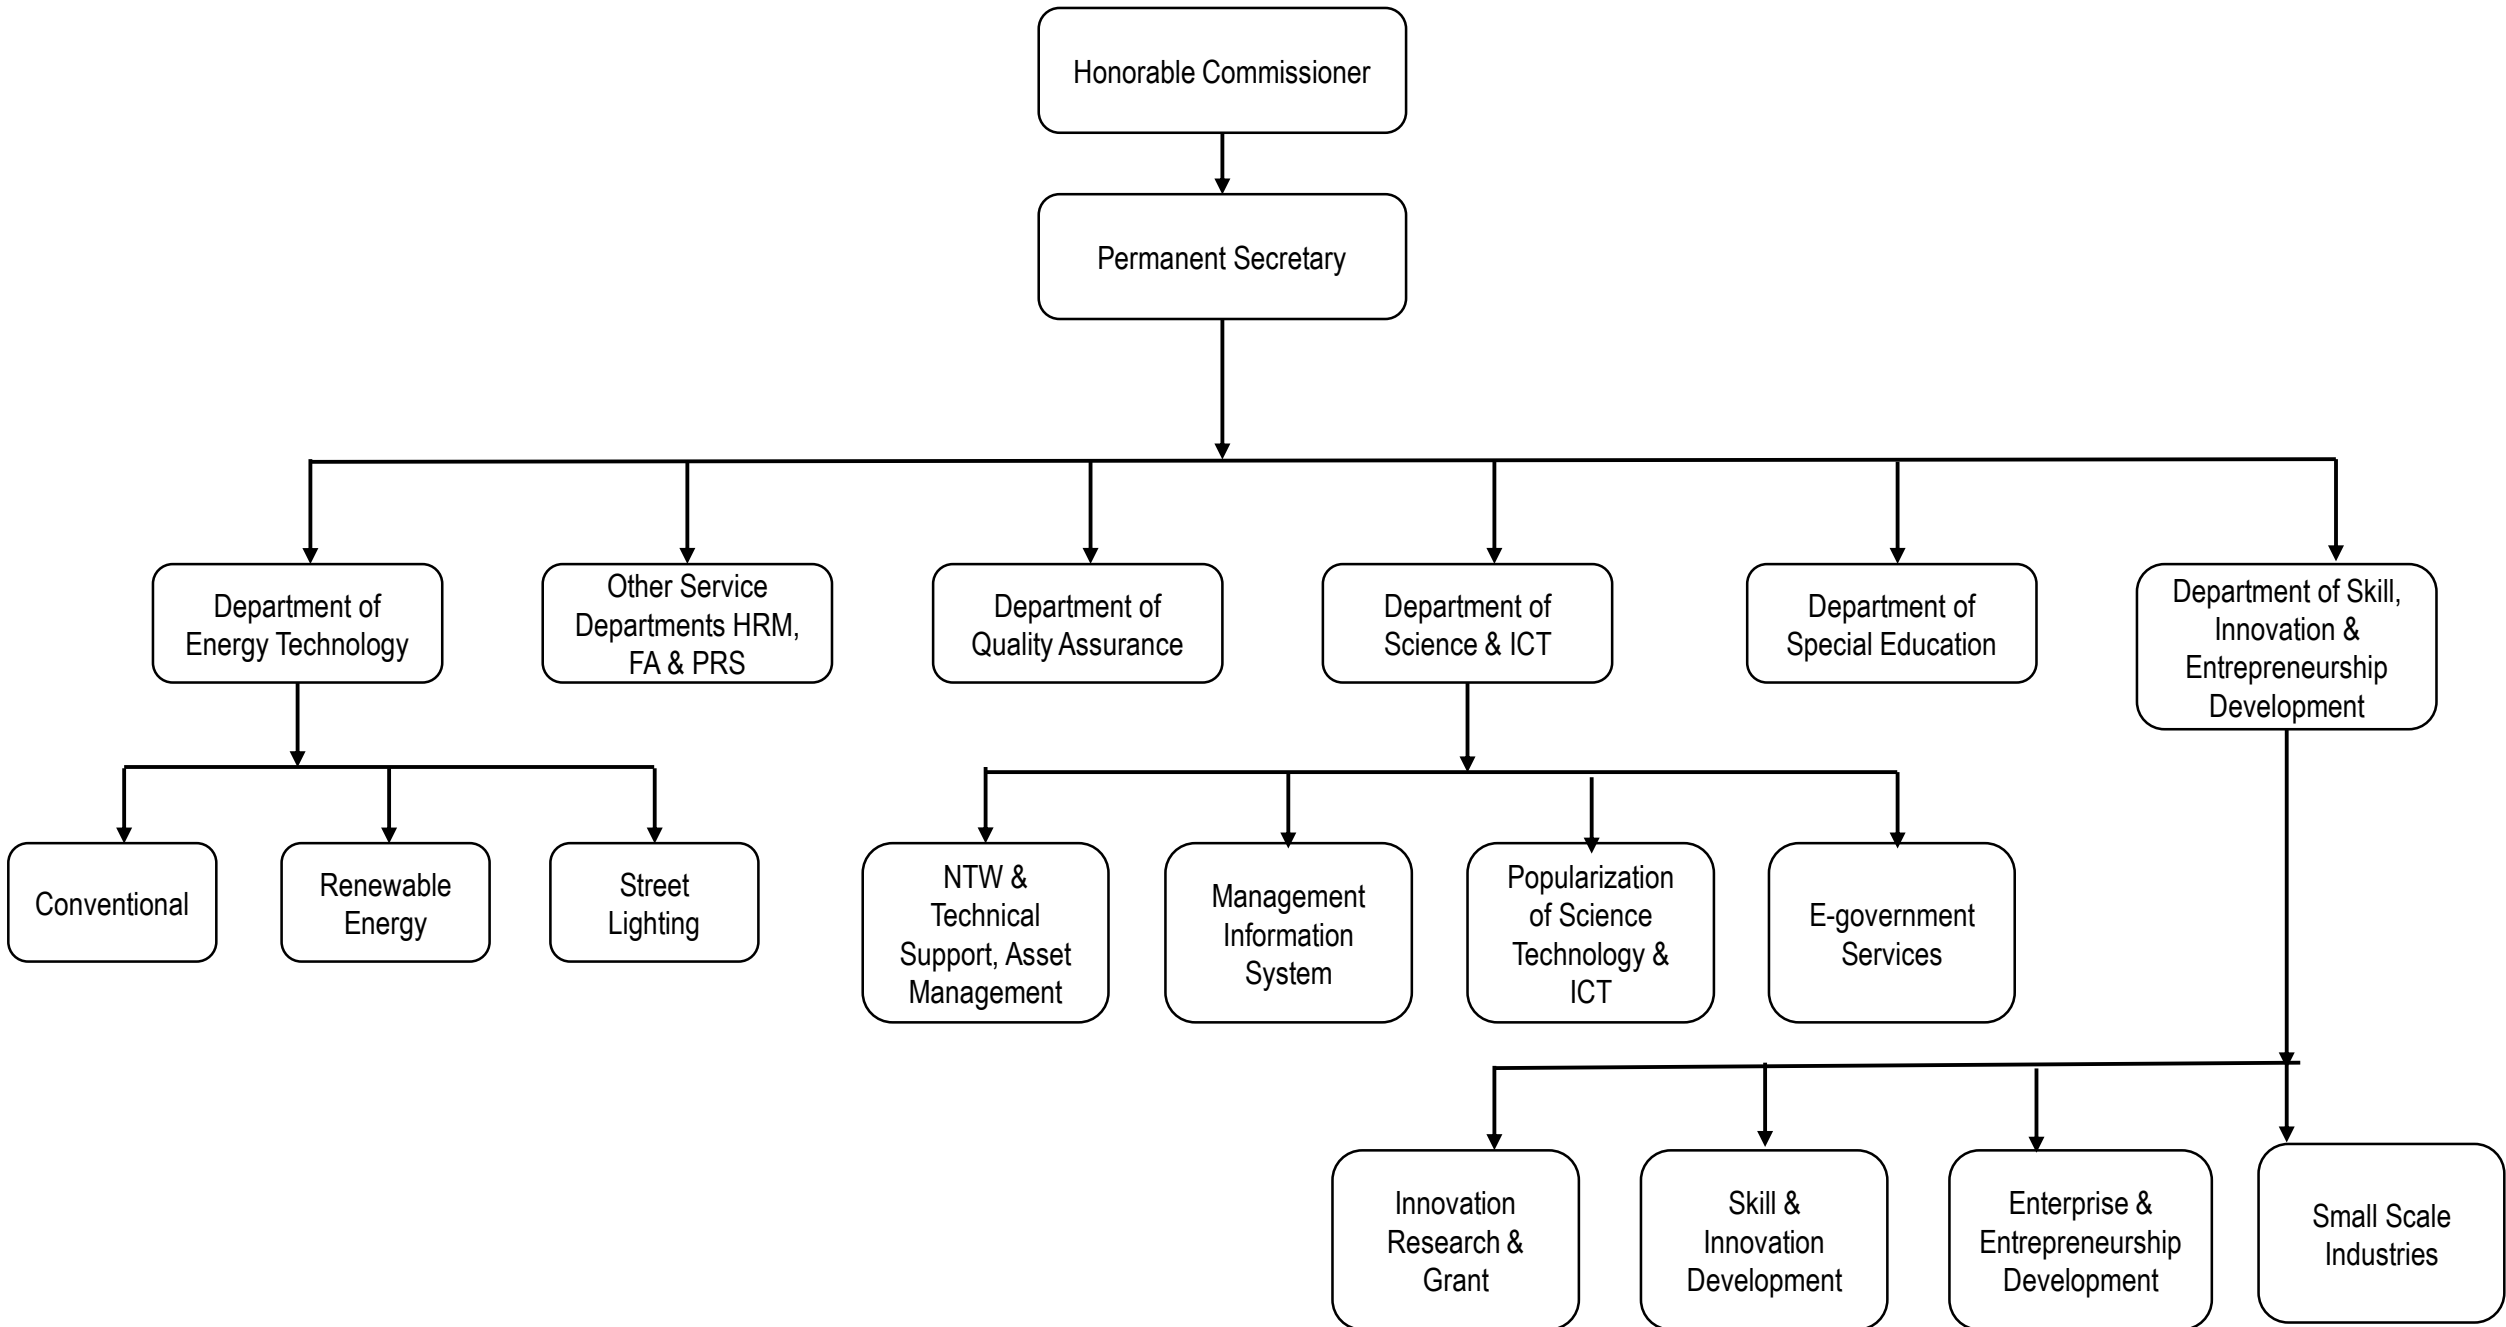 Honorable Commissioner
Permanent Secretary
Department of
Energy Technology
Other Service
Departments HRM,
FA & PRS
Department of
Quality Assurance
Department of
Science & ICT
Department of
Special Education
Department of Skill,
Innovation &
Entrepreneurship
Development
Conventional
Renewable
Energy
Street
Lighting
NTW &
Technical
Support, Asset
Management
Management
Information
System
Popularization
of Science
Technology &
ICT
E-government
Services
Innovation
Research &
Grant
Skill &
Innovation
Development
Enterprise &
Entrepreneurship
Development
Small Scale
Industries